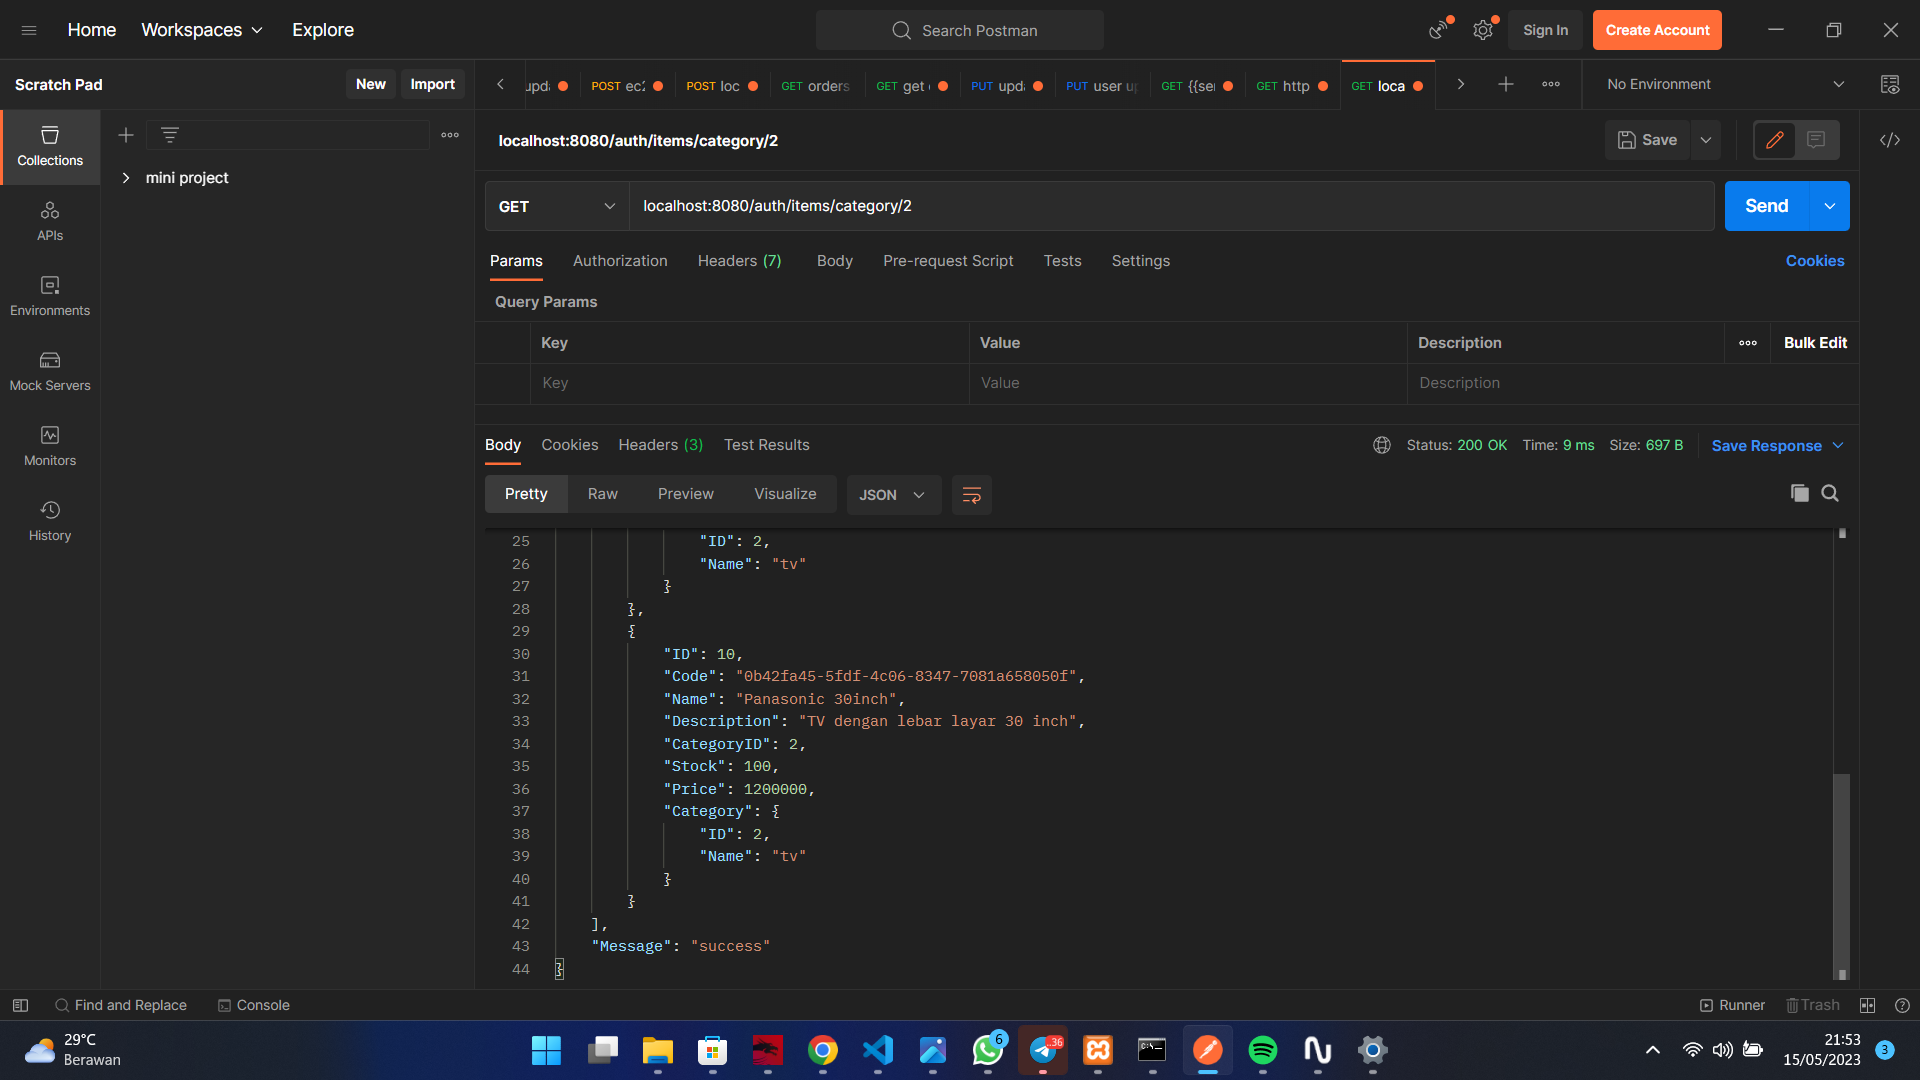 Home Workspaces Explore Search Postman Sign In Create Account
Scratch Pad New Import
upda POST POST loc GET orders GET get PUT upda PUT user up GET {{se GET http GET loca No Environment
localhost:8080/auth/items/category/2 Save
Collections
mini project
GET localhost:8080/auth/items/category/2 Send
APIs
Params Authorization Headers (7) Body Pre-request Script Tests Settings Cookies
Query Params
Environments
Key Value Description Bulk Edit
Key Value Description
Mock Servers
Body Cookies Headers (3) Test Results Status: 200 OK Time: 9 ms Size: 697 B Save Response
Monitors
Pretty Raw Preview Visualize JSON
History
25 "ID": 2,
26 "Name": "tv"
27 }
28 },
29 {
30 "ID": 10,
31 "Code": "0b42fa45-5fdf-4c06-8347-7081a658050f",
32 "Name": "Panasonic 30inch",
33 "Description": "TV dengan lebar layar 30 inch",
34 "CategoryID": 2,
35 "Stock": 100,
36 "Price": 1200000,
37 "Category": {
38 "ID": 2,
39 "Name": "tv"
40 }
41 }
42 ],
43 "Message": "success"
44 }
Find and Replace Console Runner Trash
29°C
Berawan
6
36
21:53
15/05/2023
3